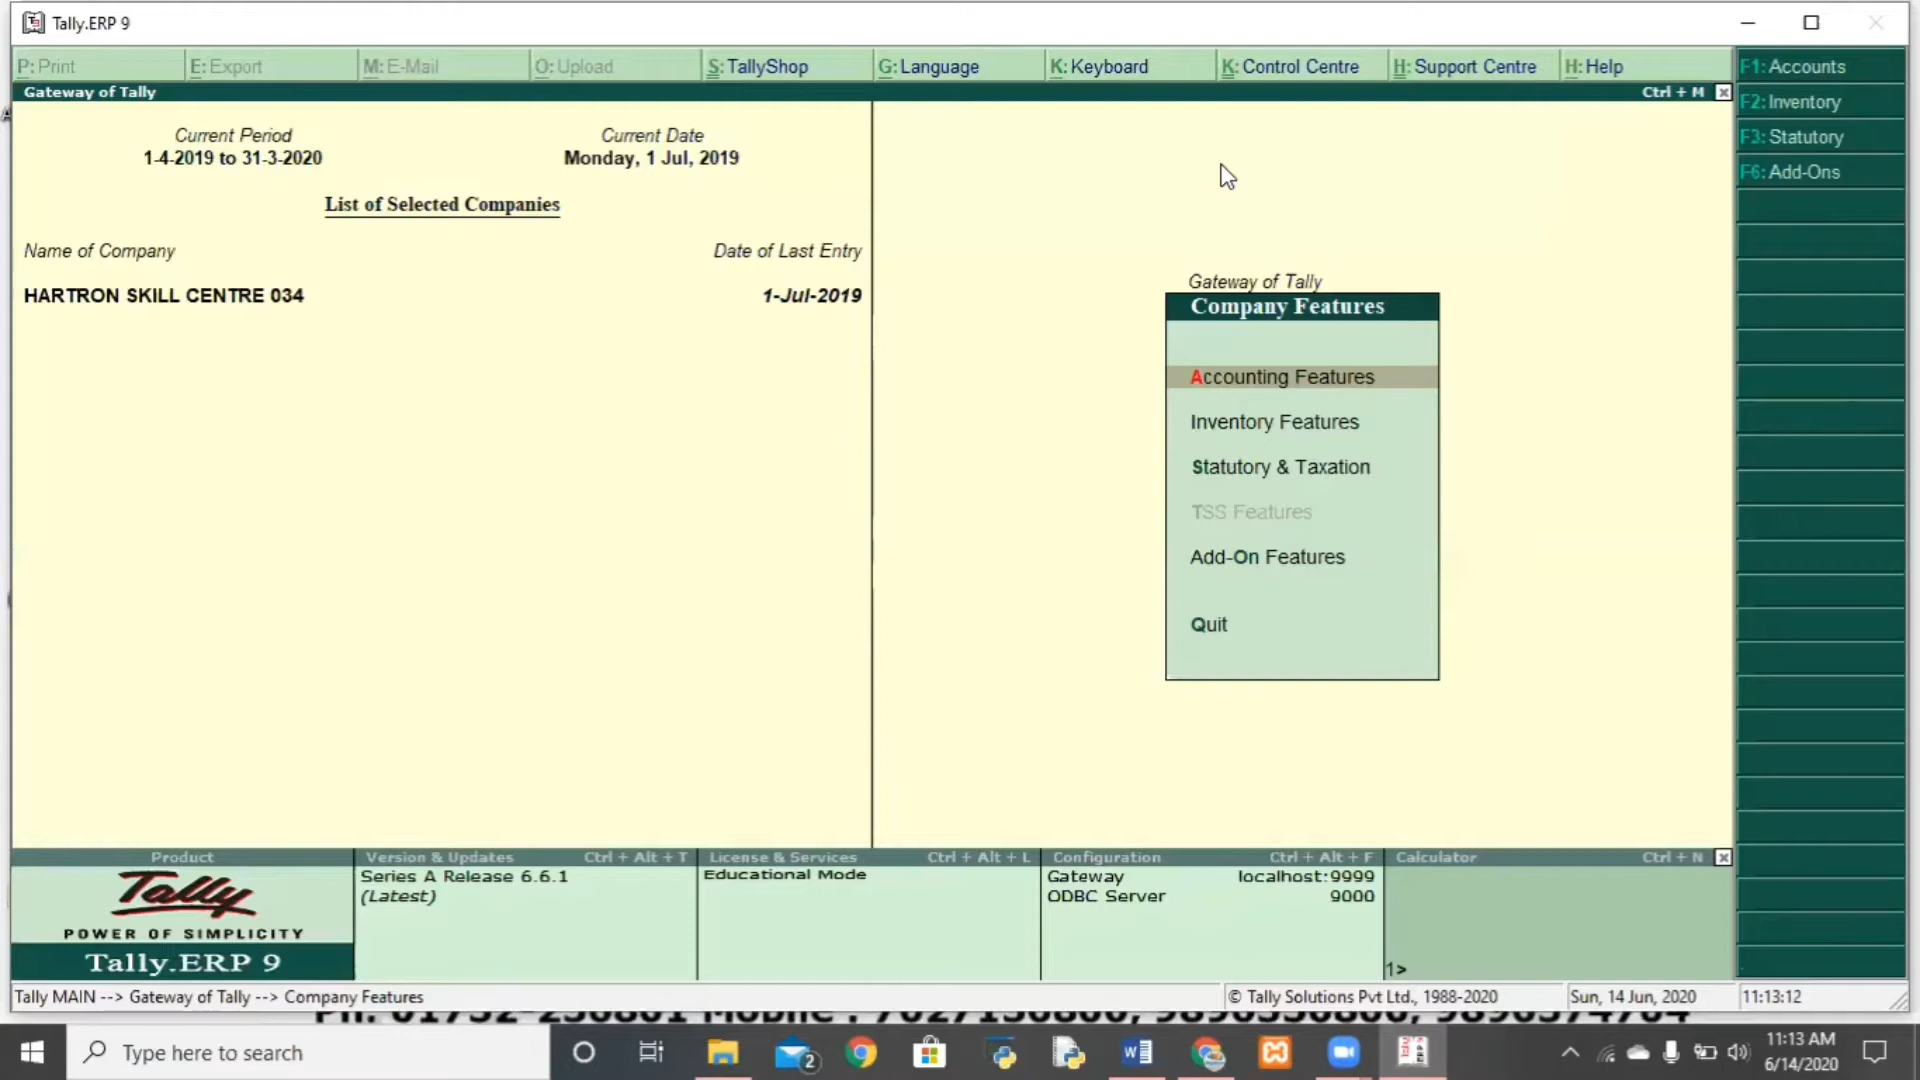 Tally.ERP 9
P: Print
E: Export
M: E-Mail
O: Upload
S: TallyShop
G: Language
K: Keyboard
K: Control Centre
H: Support Centre
H: Help
F1: Accounts
F2: Inventory
F3: Statutory
F6: Add-Ons
Gateway of Tally
Ctrl + M
Current Period
1-4-2019 to 31-3-2020
Current Date
Monday, 1 Jul, 2019
List of Selected Companies
Name of Company
Date of Last Entry
HARTRON SKILL CENTRE 034
1-Jul-2019
Gateway of Tally
Company Features
Accounting Features
Inventory Features
Statutory & Taxation
TSS Features
Add-On Features
Quit
Product
Tally
POWER OF SIMPLICITY
Tally.ERP 9
Version & Updates Ctrl + Alt + T
Series A Release 6.6.1
(Latest)
License & Services Ctrl + Alt + L
Educational Mode
Configuration Ctrl + Alt + F
Gateway localhost:9999
ODBC Server 9000
Calculator Ctrl + N
1>
Tally MAIN --> Gateway of Tally --> Company Features
© Tally Solutions Pvt Ltd., 1988-2020
Sun, 14 Jun, 2020
11:13:12
Type here to search
2
11:13 AM
6/14/2020